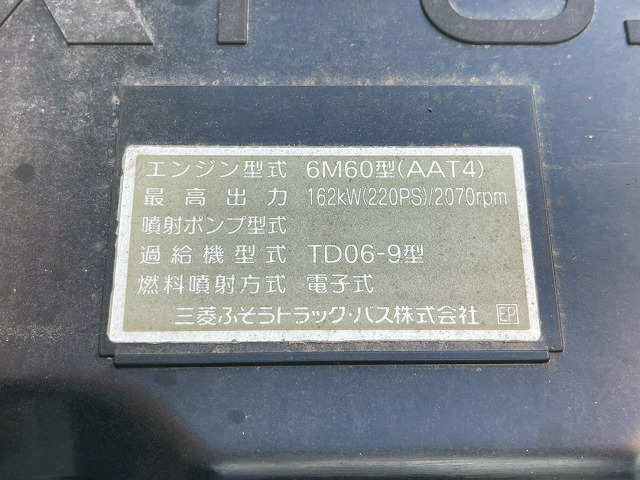 エンジン型式 6M60型(AAT4)
最高出力 162kW(220PS)/2070rpm
噴射ポンプ型式
過給機型式 TD06-9型
燃料噴射方式 電子式
三菱ふそうトラック・バス株式会社 EP